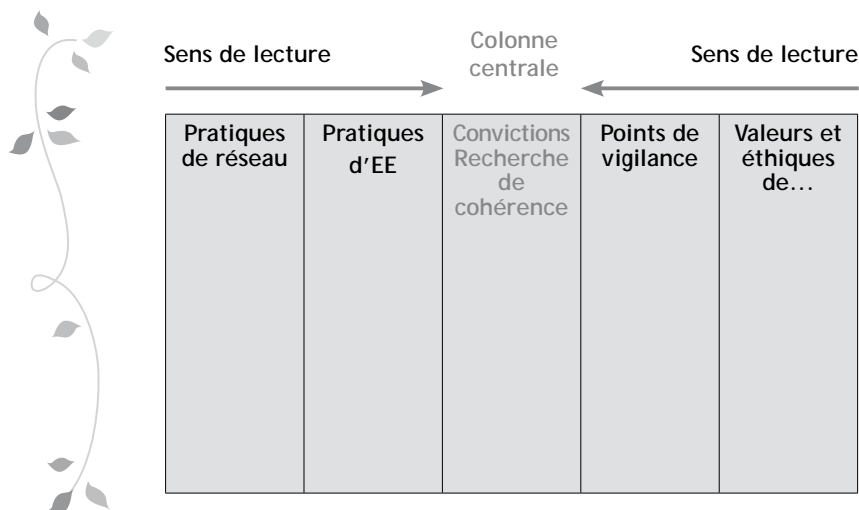 Sens de lecture
Colonne
centrale
Sens de lecture
Pratiques
de réseau
Pratiques
d'EE
Convictions
Recherche
de
cohérence
Points de
vigilance
Valeurs et
éthiques
de...